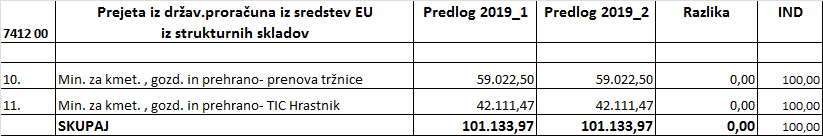 7412 00 Prejeta iz držav.proračuna iz sredstev EU Predlog 2019_1 Predlog 2019_2 Razlika IND
iz strukturnih skladov
10. Min. za kmet. , gozd. in prehrano- prenova tržnice 59.022,50 59.022,50 0,00 100,00
11. Min. za kmet. , gozd. in prehrano- TIC Hrastnik 42.111,47 42.111,47 0,00 100,00
SKUPAJ 101.133,97 101.133,97 0,00 100,00